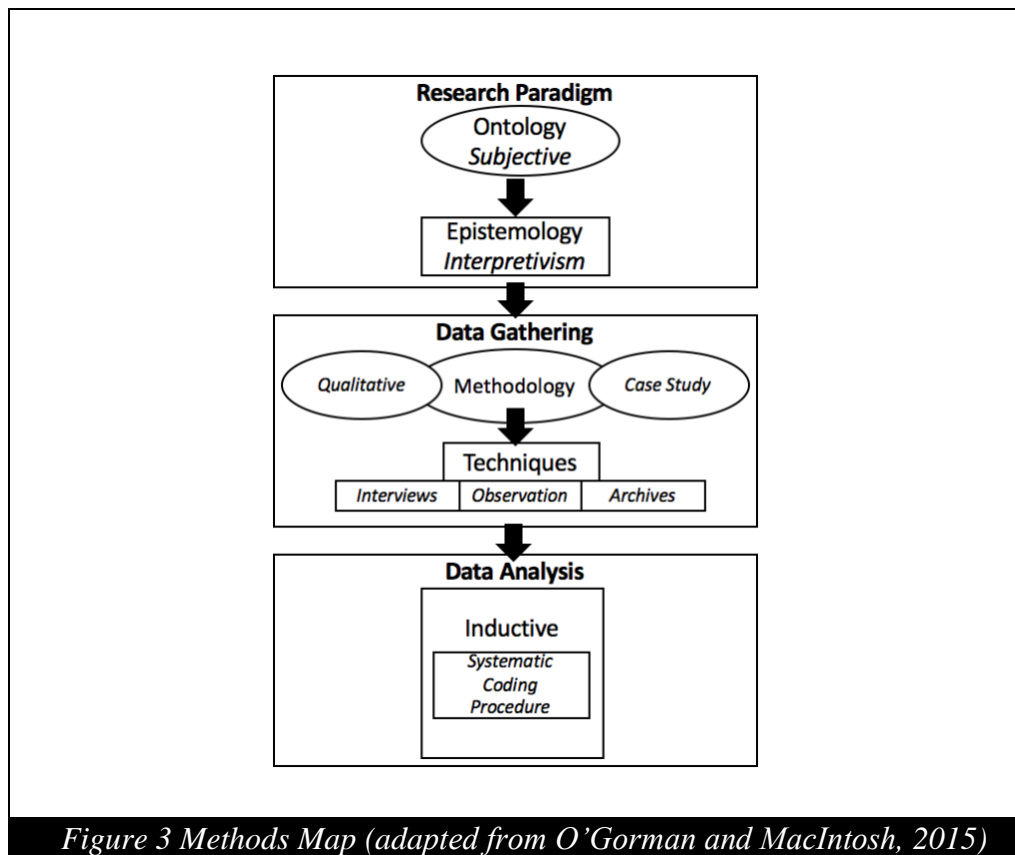 Research Paradigm
Ontology
Subjective
Epistemology
Interpretivism
Data Gathering
Qualitative
Methodology
Case Study
Techniques
Interviews
Observation
Archives
Data Analysis
Inductive
Systematic
Coding
Procedure
Figure 3 Methods Map (adapted from O’Gorman and MacIntosh, 2015)